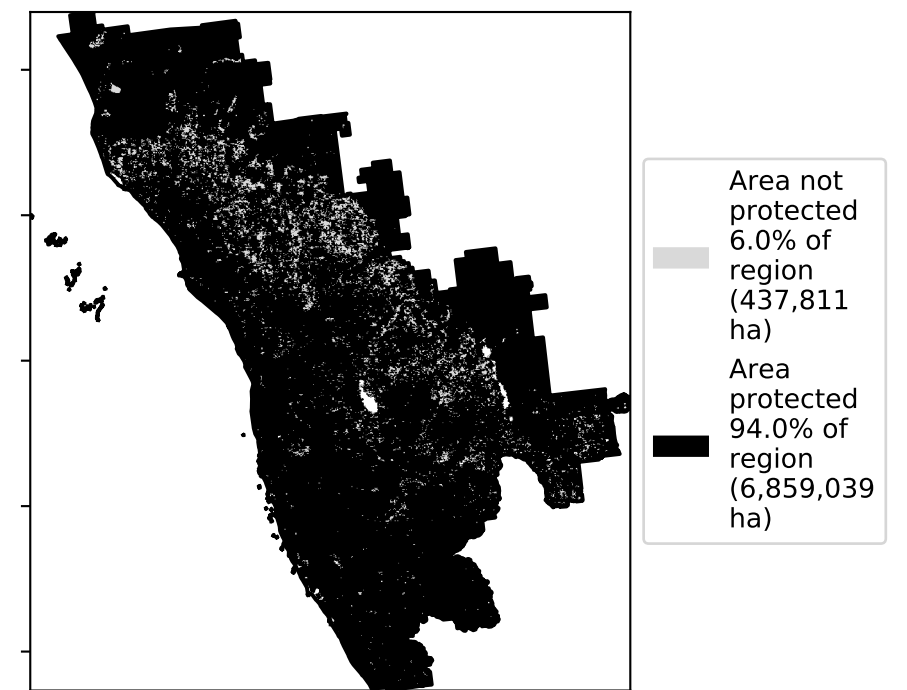 Area not
protected
6.0% of
region
(437,811
ha)
Area
protected
94.0% of
region
(6,859,039
ha)